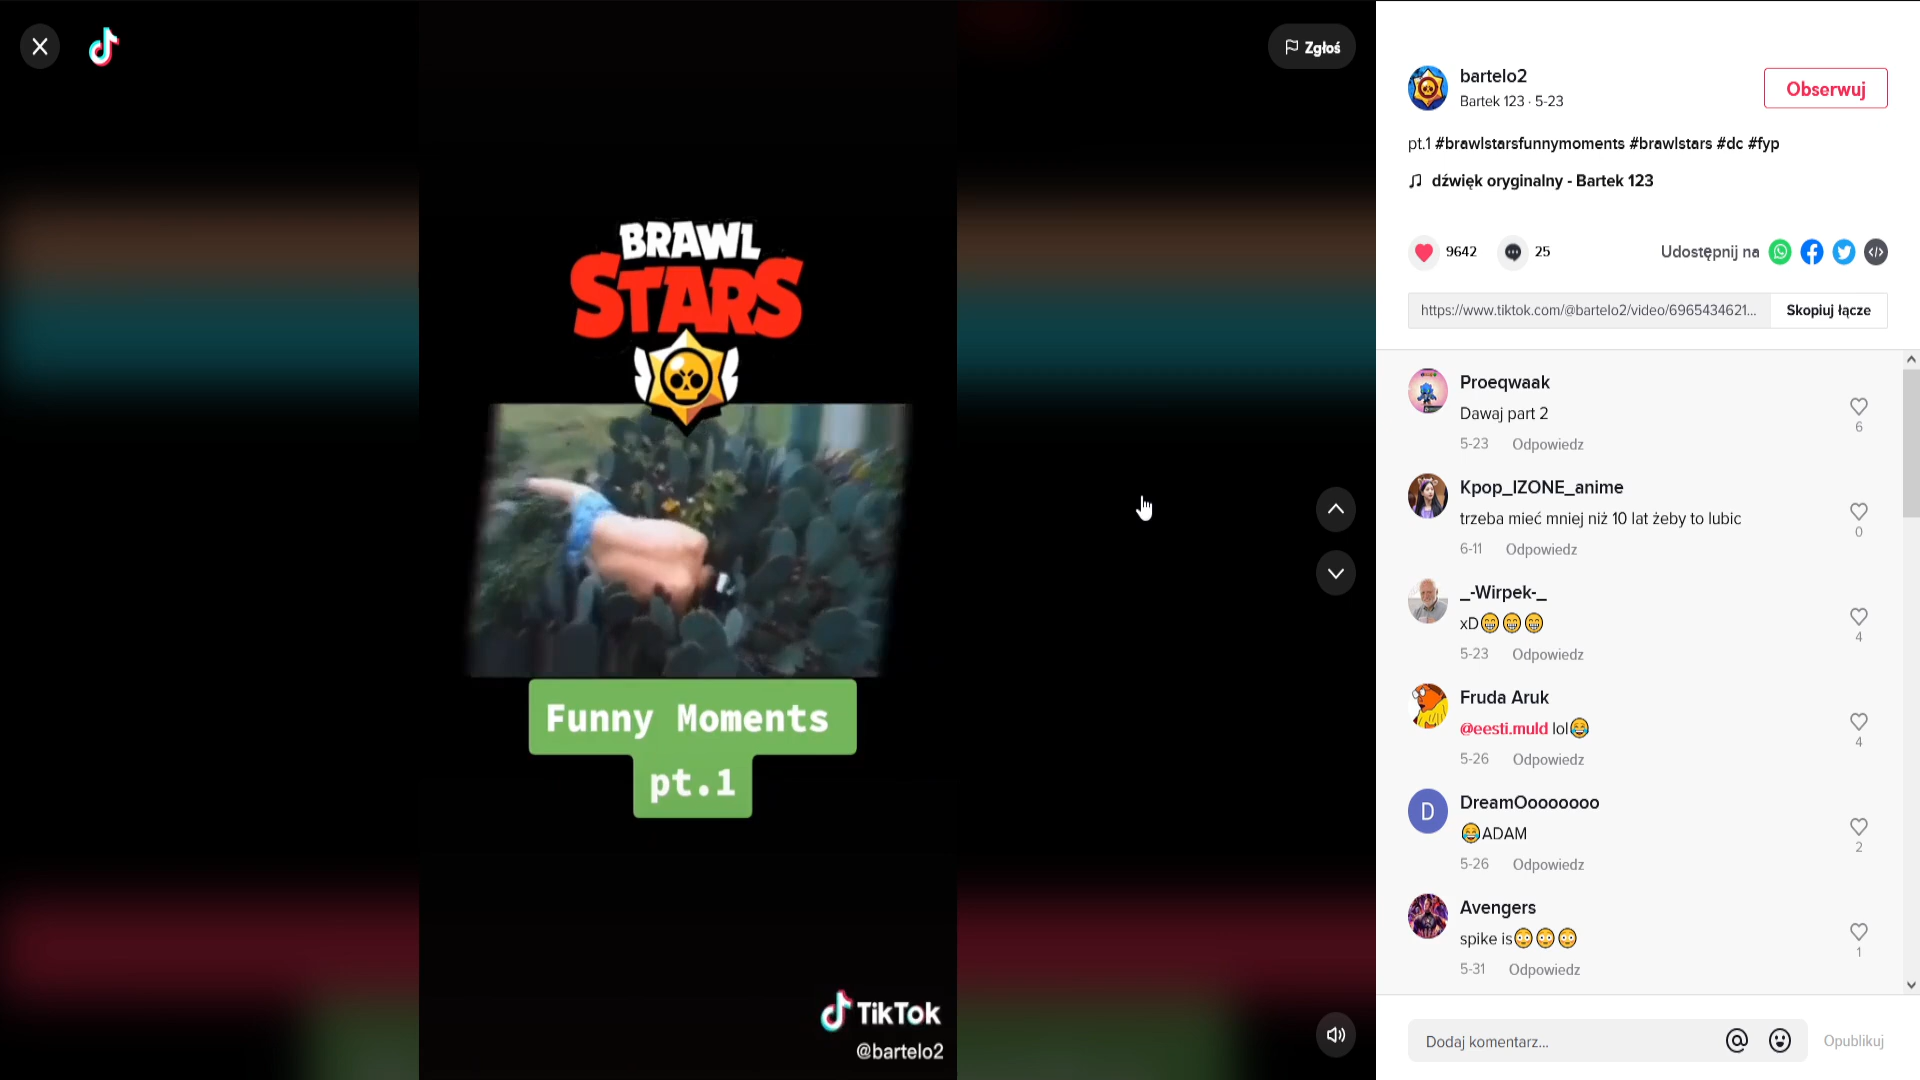 Zgłoś
BRAWL
STARS
Funny Moments
pt.1
TikTok
@bartelo2
bartelo2
Bartek 123 · 5-23
Obserwuj
pt.1 #brawlstarsfunnymoments #brawlstars #dc #fyp
dźwięk oryginalny - Bartek 123
9642
25
Udostępnij na
https://www.tiktok.com/@bartelo2/video/6965434621...
Skopiuj łącze
Proeqwaak
Dawaj part 2
6
5-23 Odpowiedz
Kpop_IZONE_anime
trzeba mieć mniej niż 10 lat żeby to lubic
0
6-11 Odpowiedz
_-Wirpek-_
xD😁😁😁
4
5-23 Odpowiedz
Fruda Aruk
@eesti.muld lol😂
4
5-26 Odpowiedz
DreamOooooooo
😂ADAM
2
5-26 Odpowiedz
Avengers
spike is😳😳😳
1
5-31 Odpowiedz
D
Dodaj komentarz...
Opublikuj